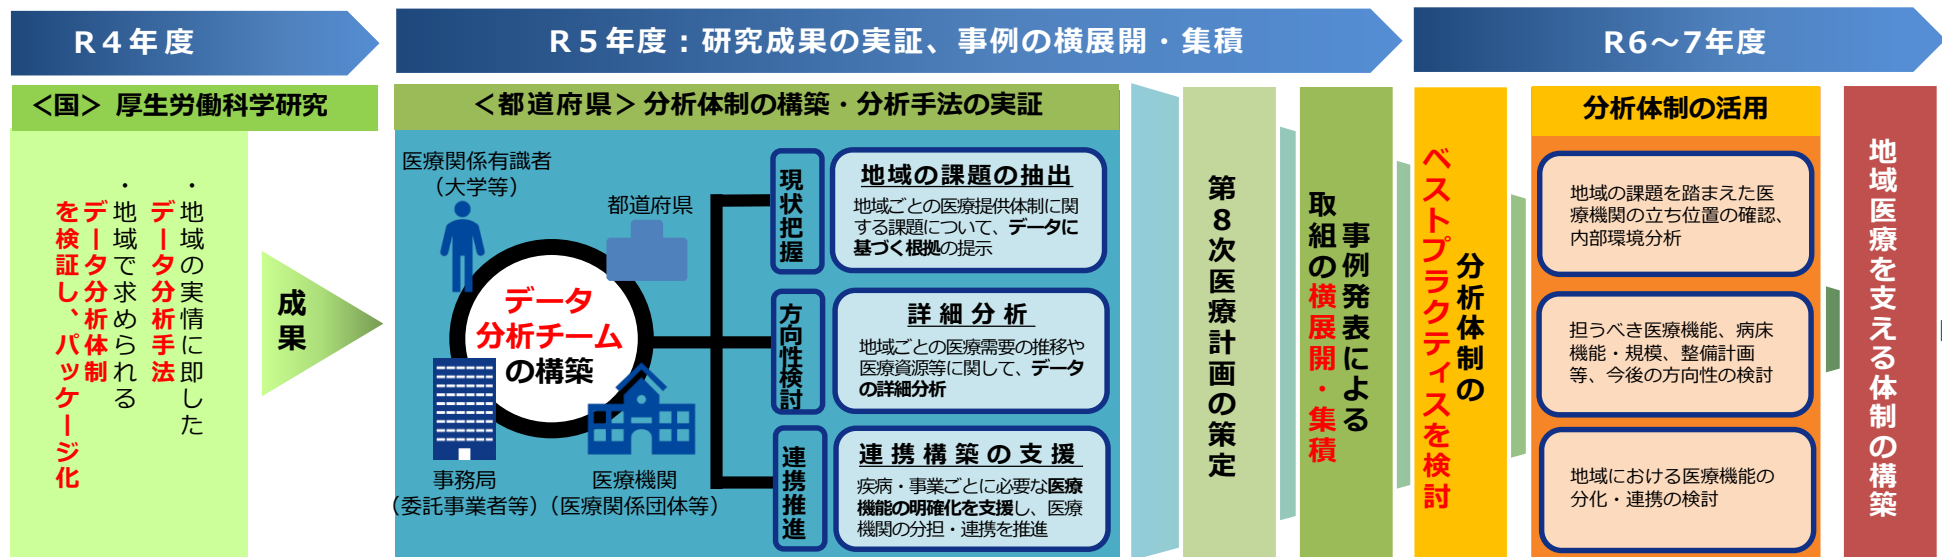 R4年度
R5年度：研究成果の実証、事例の横展開・集積
R6～7年度
＜国＞ 厚生労働科学研究
・地域の実情に即した
データ分析手法
・地域で求められる
データ分析体制
を検証し、パッケージ化
成果
＜都道府県＞分析体制の構築・分析手法の実証
医療関係有識者
（大学等）
都道府県
データ
分析チーム
の構築
事務局
（委託事業者等）
医療機関
（医療関係団体等）
現状把握
地域の課題の抽出
地域ごとの医療提供体制に関
する課題について、データに
基づく根拠の提示
方向性検討
詳細分析
地域ごとの医療需要の推移や
医療資源等に関して、データ
の詳細分析
連携推進
連携構築の支援
疾病・事業ごとに必要な医療
機能の明確化を支援し、医療
機関の分担・連携を推進
第8次医療計画の策定
事例発表による
取組の横展開・集積
分析体制の
ベストプラクティスを検討
分析体制の活用
地域の課題を踏まえた医
療機関の立ち位置の確認、
内部環境分析
担うべき医療機能、病床
機能・規模、整備計画
等、今後の方向性の検討
地域における医療機能の
分化・連携の検討
地域医療を支える体制の構築